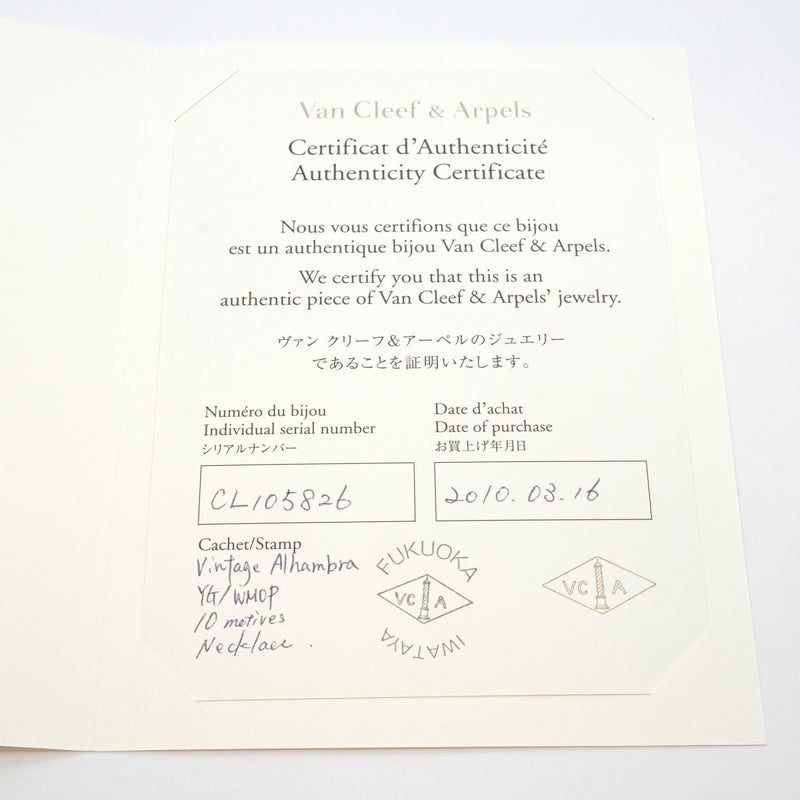 Van Cleef & Arpels
Certificat d'Authenticité
Authenticity Certificate
Nous vous certifions que ce bijou
est un authentique bijou Van Cleef & Arpels.
We certify you that this is an
authentic piece of Van Cleef & Arpels' jewelry.
ヴァン クリーフ&アーペルのジュエリー
であることを証明いたします。
Numéro du bijou
Individual serial number
シリアルナンバー
CL105826
Date d'achat
Date of purchase
お買上げ年月日
2010.03.16
Cachet/Stamp
Vintage Alhambra
YG/WMOP
10 motives
Necklace.
FUKUOKA
VC A
IWATAYA
VC A